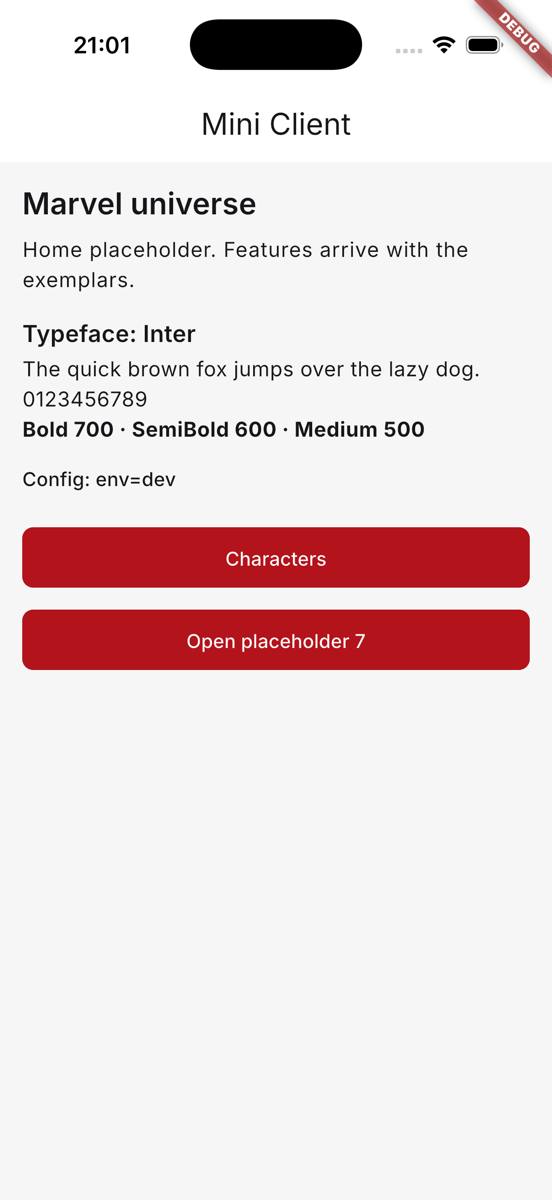 21:01
DEBUG
Mini Client
Marvel universe
Home placeholder. Features arrive with the
exemplars.
Typeface: Inter
The quick brown fox jumps over the lazy dog.
0123456789
Bold 700 · SemiBold 600 · Medium 500
Config: env=dev
Characters
Open placeholder 7